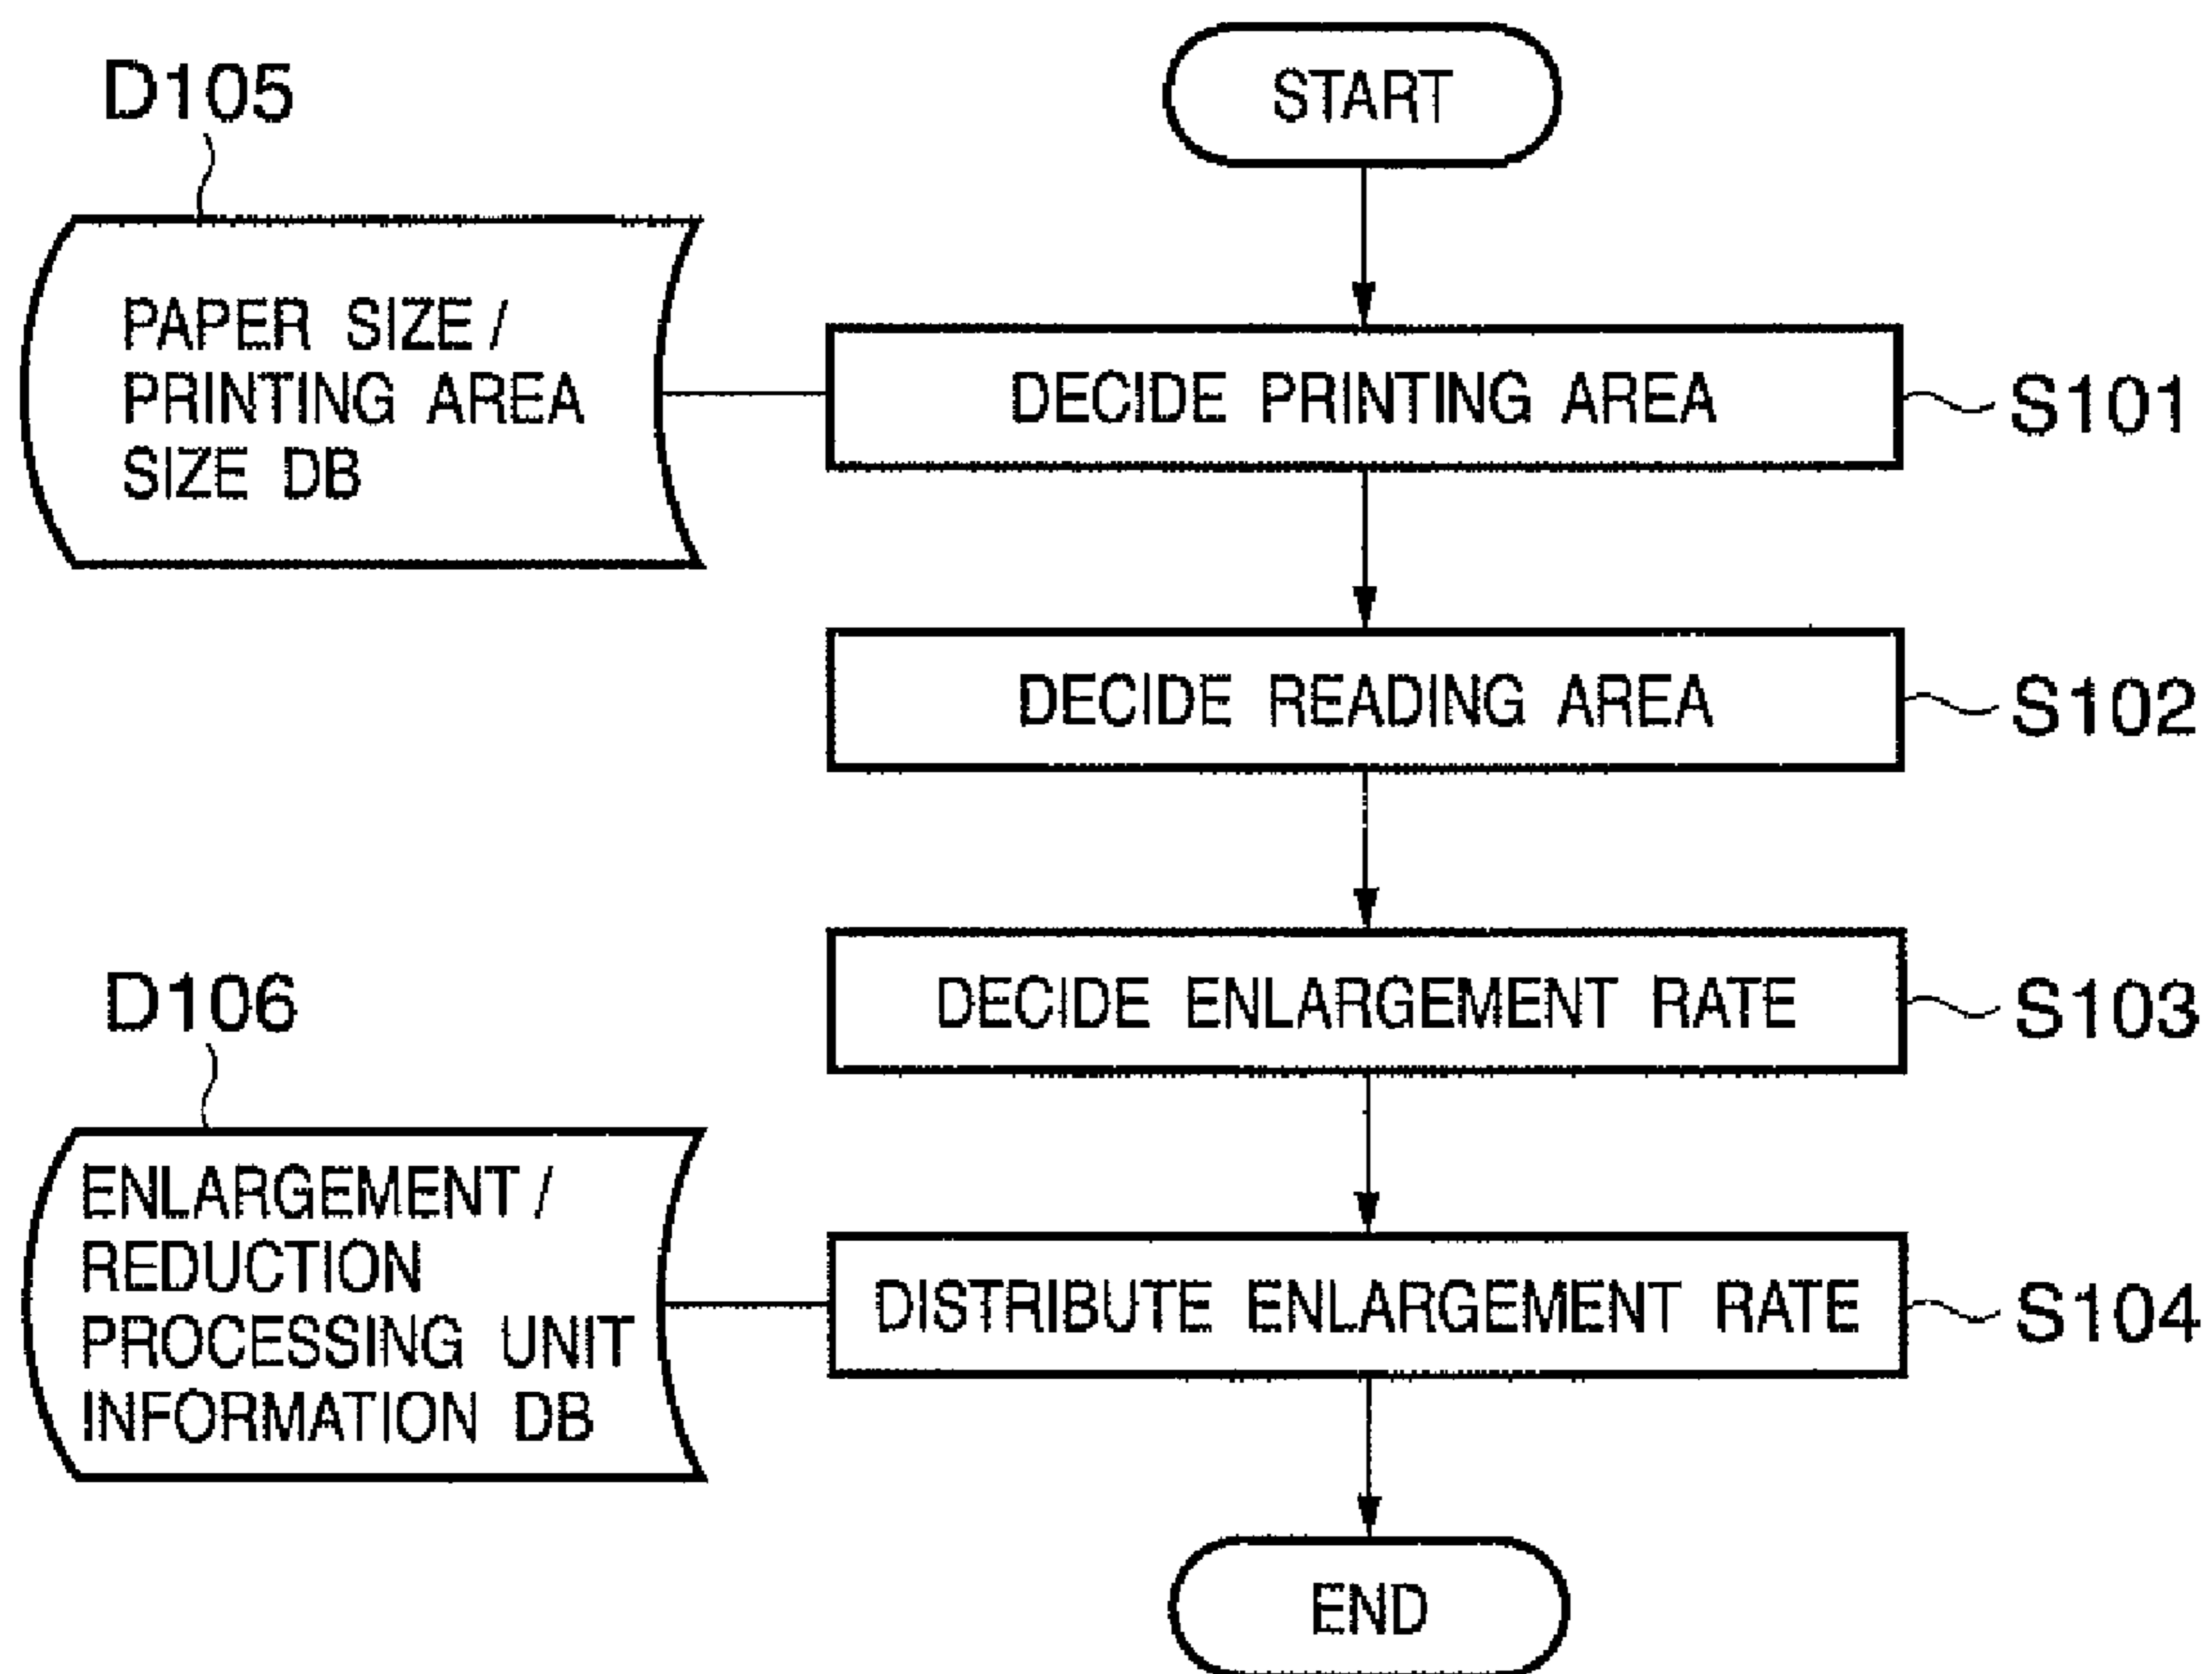 START
D105
PAPER SIZE /
PRINTING AREA
SIZE DB
DECIDE PRINTING AREA
S101
DECIDE READING AREA
S102
DECIDE ENLARGEMENT RATE
S103
D106
ENLARGEMENT /
REDUCTION
PROCESSING UNIT
INFORMATION DB
DISTRIBUTE ENLARGEMENT RATE
S104
END